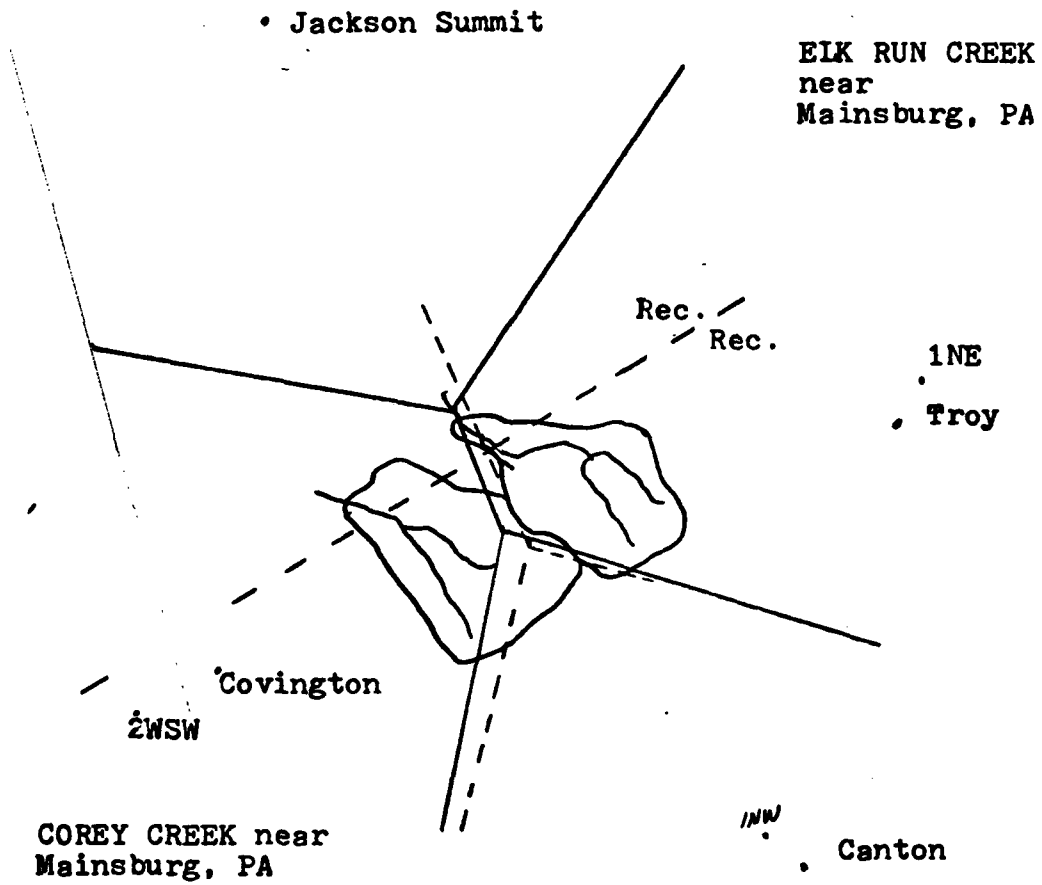 Jackson Summit
ELK RUN CREEK
near
Mainsburg, PA
Rec.
Rec.
1NE
Troy
Covington
2WSW
COREY CREEK near
Mainsburg, PA
1NW
Canton